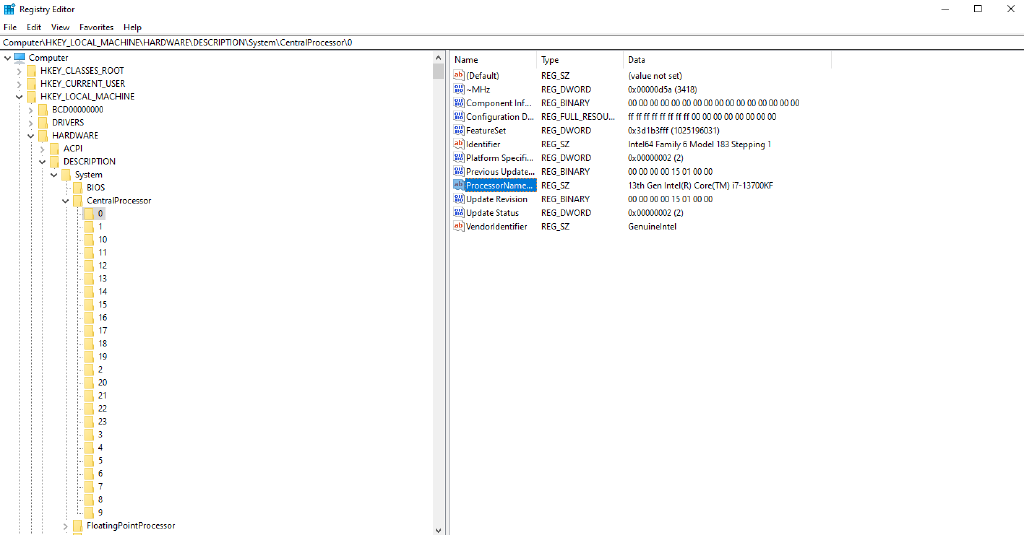 Registry Editor
File Edit View Favorites Help
Computer\HKEY_LOCAL_MACHINE\HARDWARE\DESCRIPTION\System\CentralProcessor\0
Computer
HKEY_CLASSES_ROOT
HKEY_CURRENT_USER
HKEY_LOCAL_MACHINE
BCD00000000
DRIVERS
HARDWARE
ACPI
DESCRIPTION
System
BIOS
CentralProcessor
0
1
10
11
12
13
14
15
16
17
18
19
2
20
21
22
23
3
4
5
6
7
8
9
FloatingPointProcessor
Name Type Data
(Default) REG_SZ (value not set)
~MHz REG_DWORD 0x00000d5a (3418)
Component Inf... REG_BINARY 00 00 00 00 00 00 00 00 00 00 00 00 00 00 00 00
Configuration D... REG_FULL_RESOU... ff ff ff ff ff ff ff ff 00 00 00 00 00 00 00 00
FeatureSet REG_DWORD 0x3d1b3fff (1025196031)
Identifier REG_SZ Intel64 Family 6 Model 183 Stepping 1
Platform Specifi... REG_DWORD 0x00000002 (2)
Previous Update... REG_BINARY 00 00 00 00 15 01 00 00
ProcessorName... REG_SZ 13th Gen Intel(R) Core(TM) i7-13700KF
Update Revision REG_BINARY 00 00 00 00 15 01 00 00
Update Status REG_DWORD 0x00000002 (2)
VendorIdentifier REG_SZ GenuineIntel